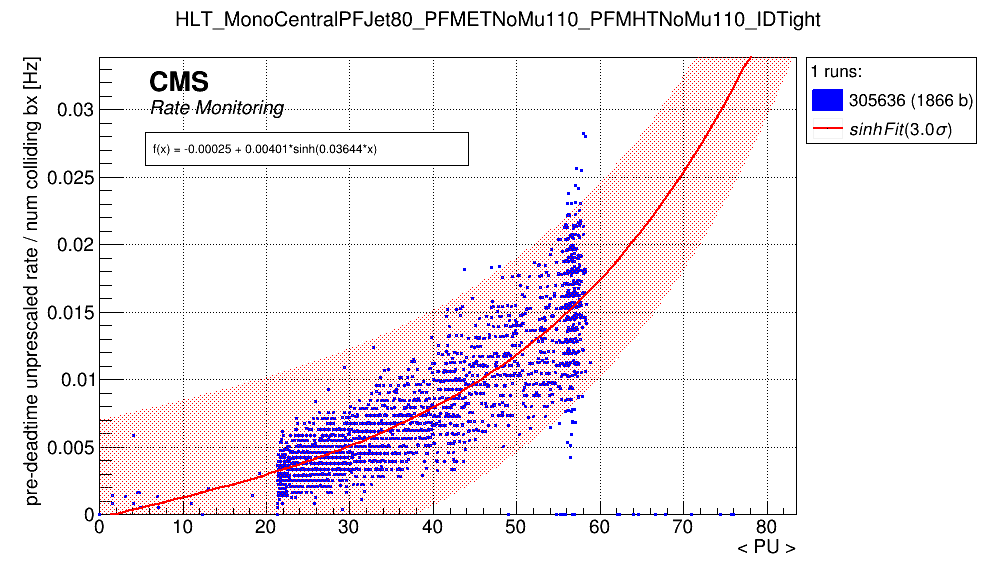 HLT_MonoCentralPFJet80_PFMETNoMu110_PFMHTNoMu110_IDTight
pre-deadtime unprescaled rate / num colliding bx [Hz]
CMS
Rate Monitoring
f(x) = -0.00025 + 0.00401*sinh(0.03644*x)
1 runs:
305636 (1866 b)
sinhFit(3.0σ)
0.03
0.025
0.02
0.015
0.01
0.005
0
0 10 20 30 40 50 60 70 80
< PU >